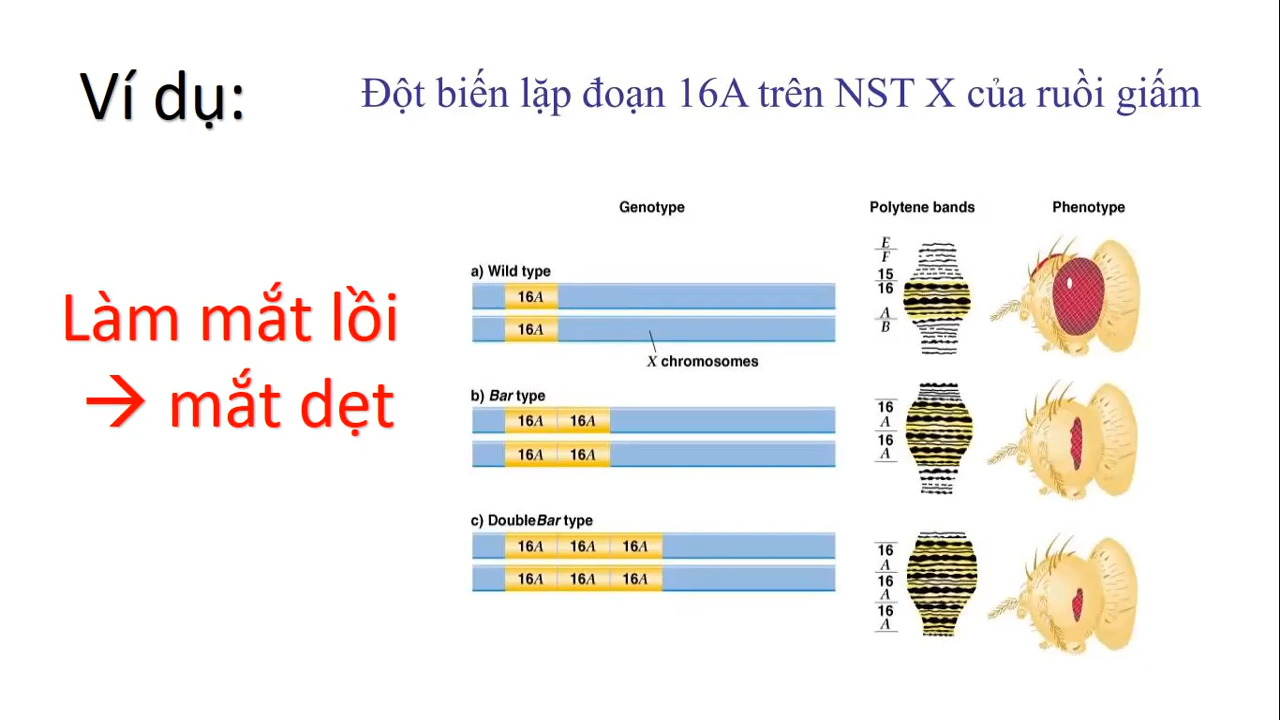 Ví dụ:
Đột biến lặp đoạn 16A trên NST X của ruồi giấm
Làm mắt lồi
→ mắt dẹt
Genotype
Polytene bands
Phenotype
a) Wild type
16A
16A
X chromosomes
E
F
15
16
A
B
b) Bar type
16A 16A
16A 16A
16
A
16
A
c) DoubleBar type
16A 16A 16A
16A 16A 16A
16
A
16
A
16
A